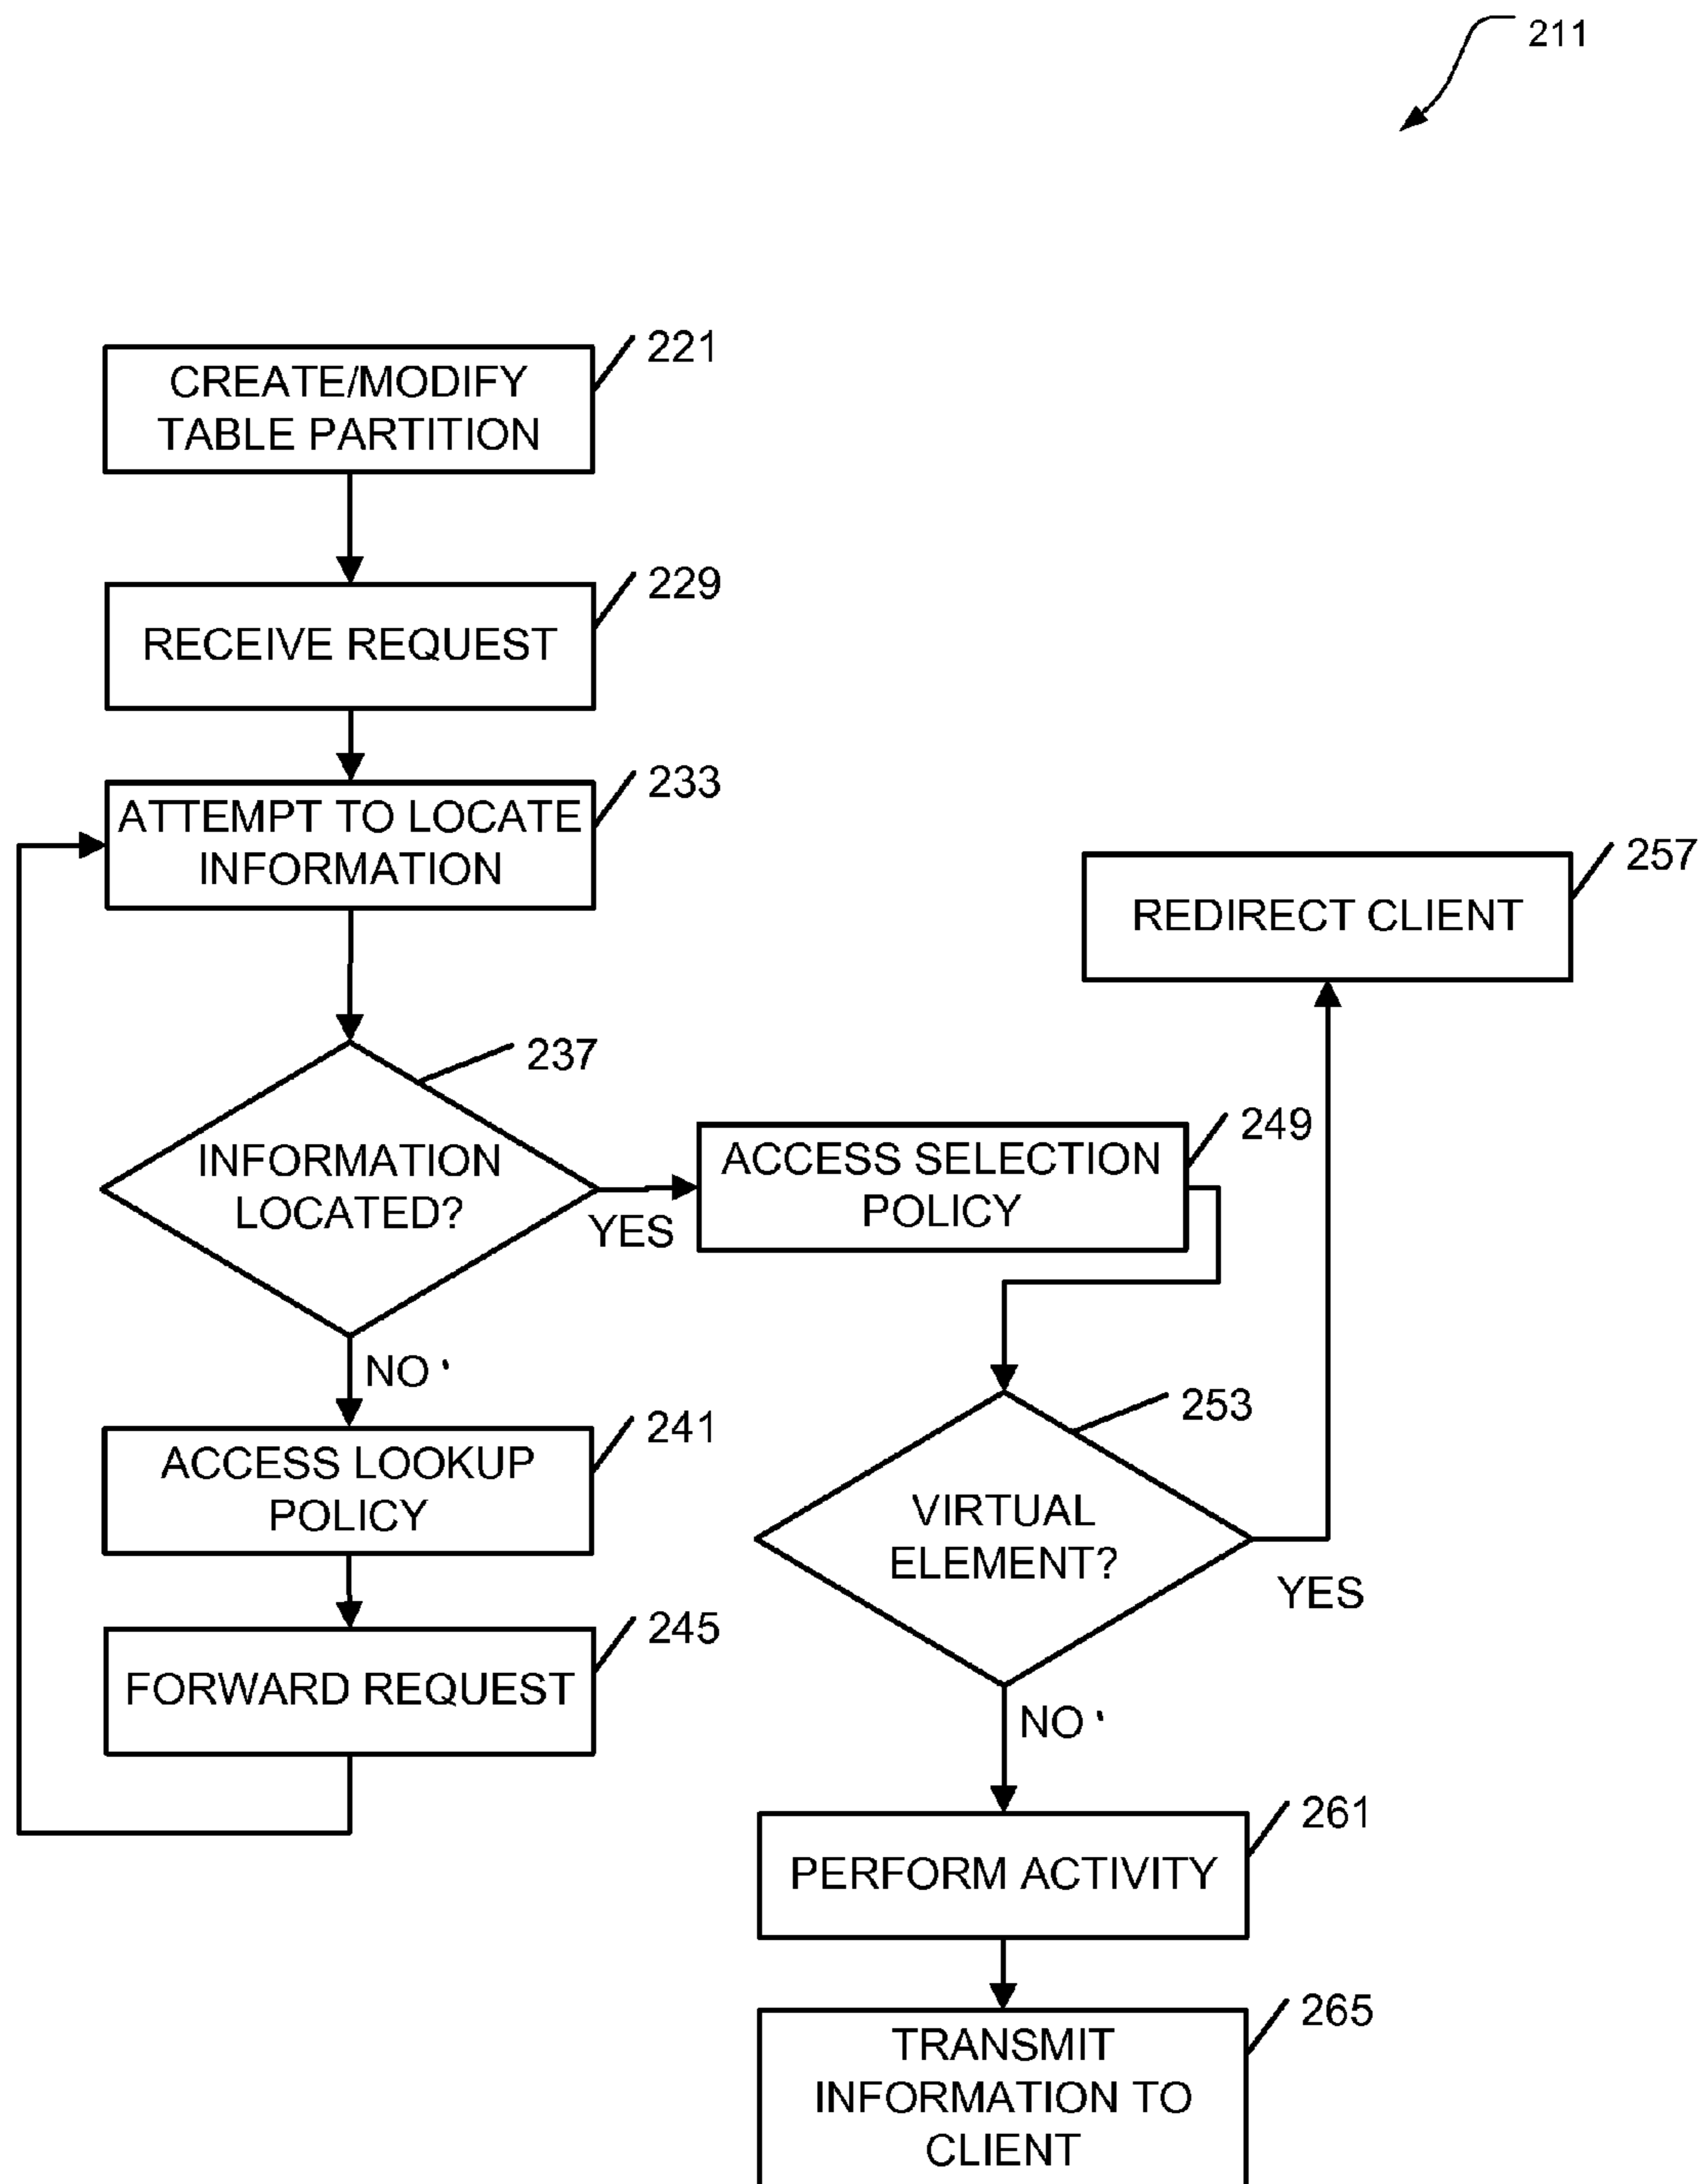 211
CREATE/MODIFY
TABLE PARTITION
221
RECEIVE REQUEST
229
ATTEMPT TO LOCATE
INFORMATION
233
REDIRECT CLIENT
257
INFORMATION
LOCATED?
237
YES
NO
ACCESS SELECTION
POLICY
249
ACCESS LOOKUP
POLICY
241
FORWARD REQUEST
245
VIRTUAL
ELEMENT?
253
YES
NO
PERFORM ACTIVITY
261
TRANSMIT
INFORMATION TO
CLIENT
265